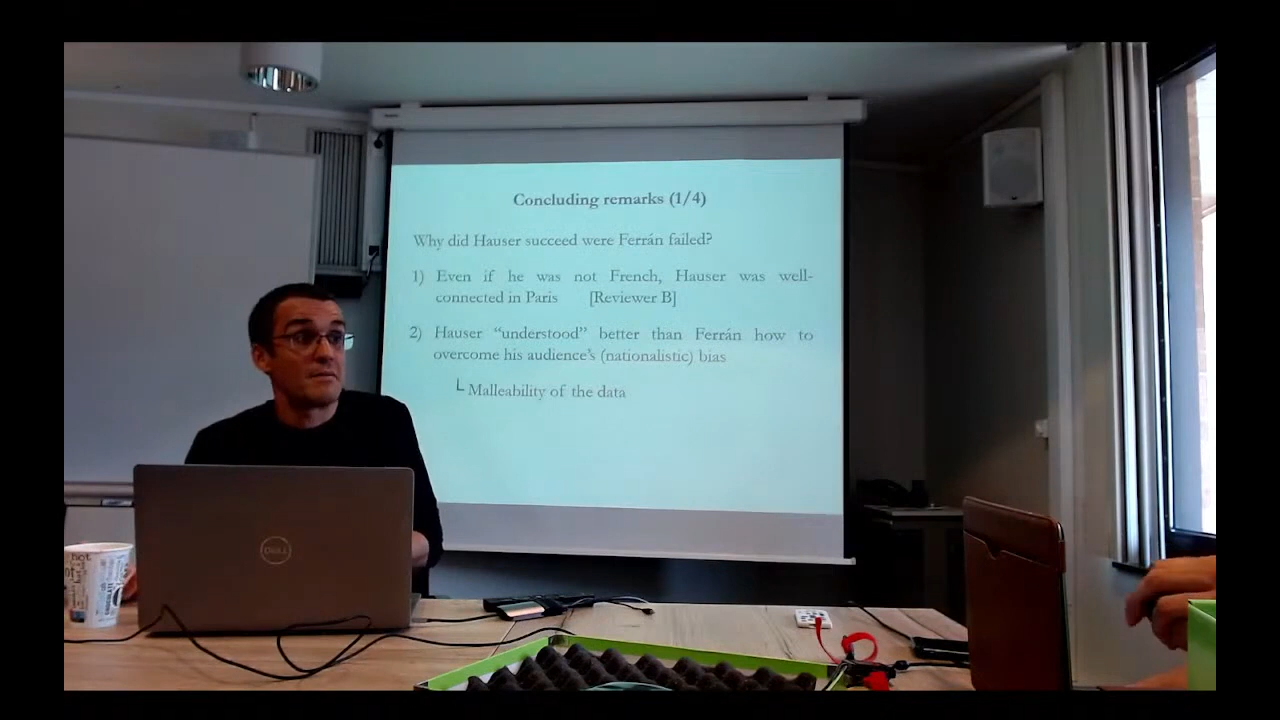 Concluding remarks (1/4)
Why did Hauser succeed were Ferrán failed?
1) Even if he was not French, Hauser was well-
connected in Paris [Reviewer B]
2) Hauser “understood” better than Ferrán how to
overcome his audience’s (nationalistic) bias
Malleability of the data
DELL